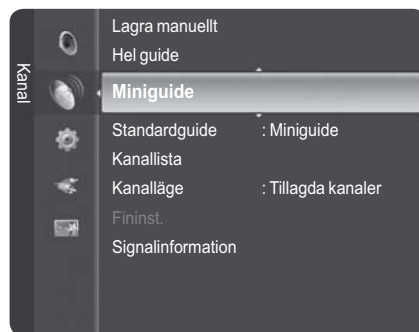 Kanal
Lagra manuellt
Hel guide
Miniguide
Standardguide : Miniguide
Kanallista
Kanalläge : Tillagda kanaler
Fininst.
Signalinformation